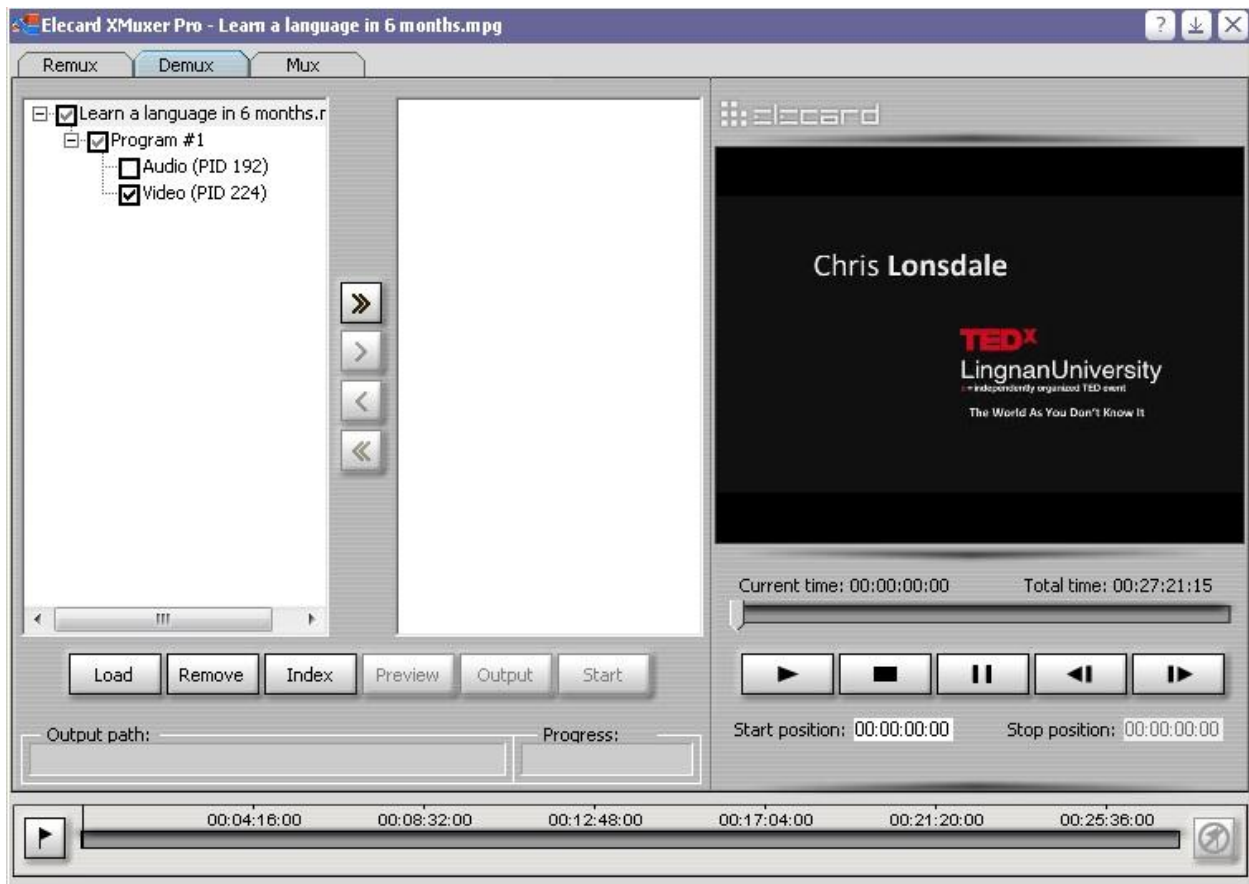 Elecard XMuxer Pro - Learn a language in 6 months.mpg
Remux Demux Mux
Learn a language in 6 months.r
Program #1
Audio (PID 192)
Video (PID 224)
elecard
Chris Lonsdale
TEDx
LingnanUniversity
x = independently organized TED event
The World As You Don't Know It
Current time: 00:00:00:00 Total time: 00:27:21:15
Load Remove Index Preview Output Start
Start position: 00:00:00:00 Stop position: 00:00:00:00
Output path: Progress:
00:04:16:00 00:08:32:00 00:12:48:00 00:17:04:00 00:21:20:00 00:25:36:00